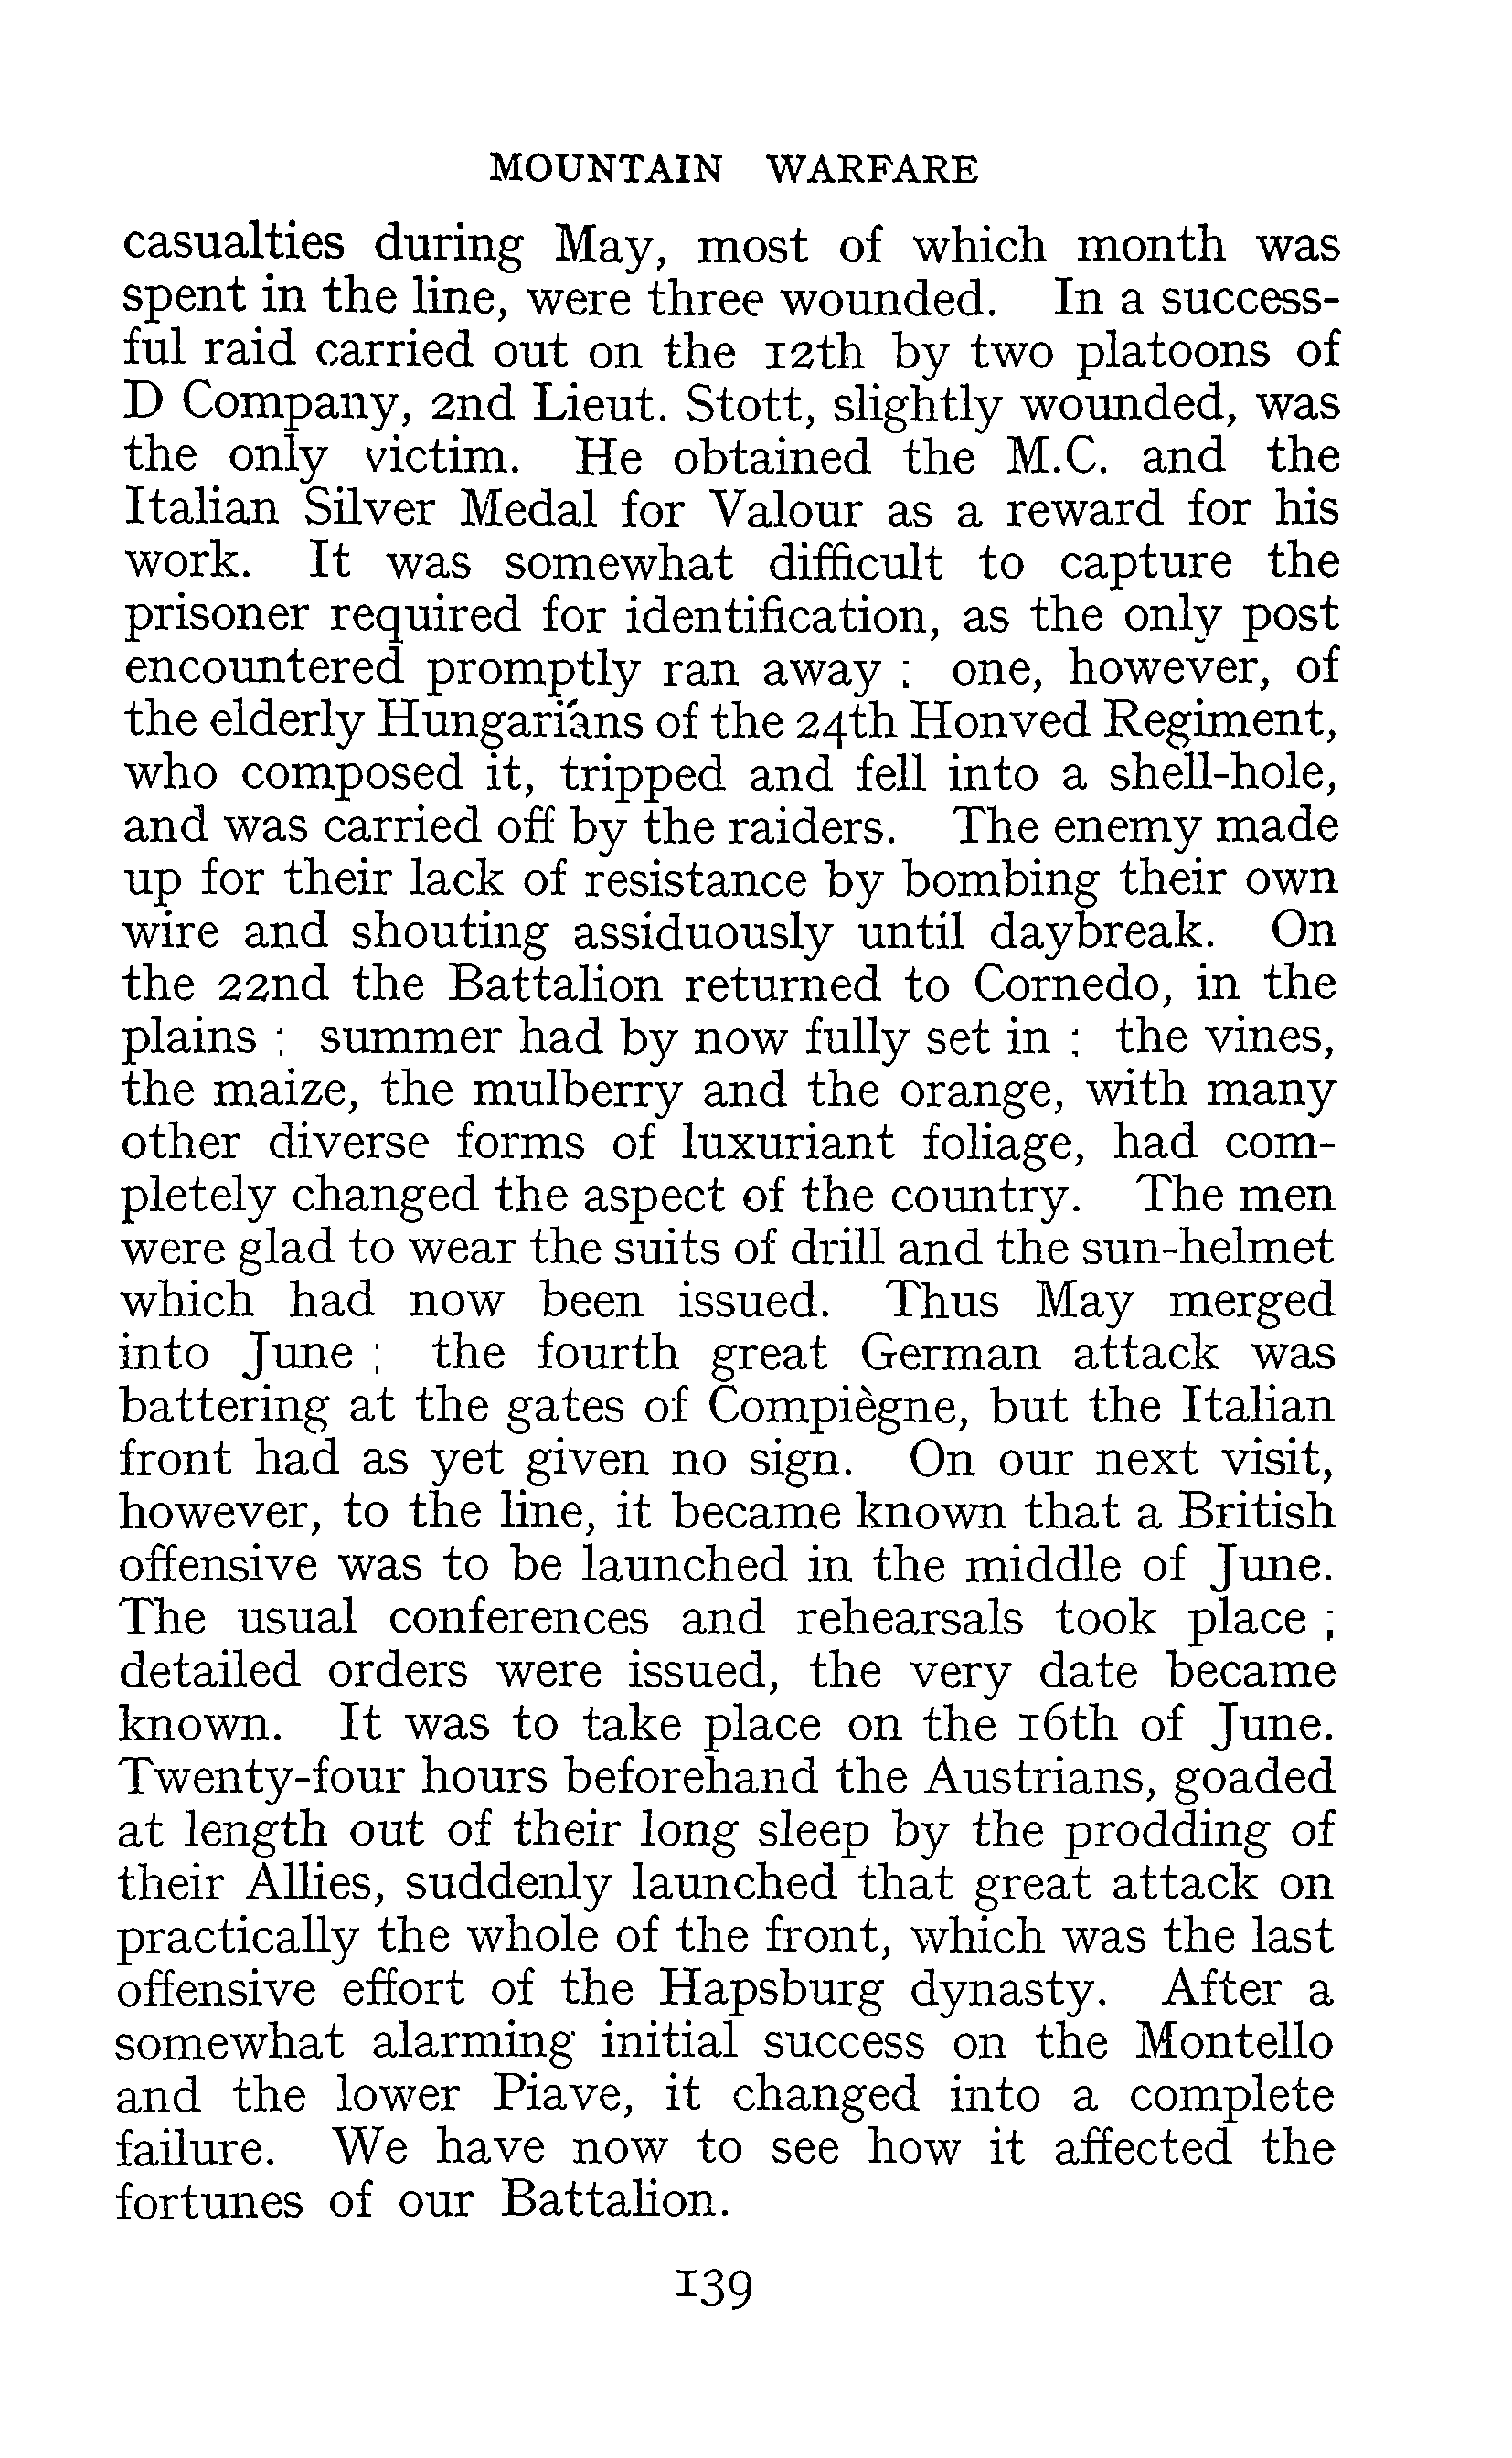 MOUNTAIN WARFARE
casualties during May, most of which month was
spent in the line, were three wounded. In a success-
ful raid carried out on the 12th by two platoons of
D Company, 2nd Lieut. Stott, slightly wounded, was
the only victim. He obtained the M.C. and the
Italian Silver Medal for Valour as a reward for his
work. It was somewhat difficult to capture the
prisoner required for identification, as the only post
encountered promptly ran away ; one, however, of
the elderly Hungarians of the 24th Honved Regiment,
who composed it, tripped and fell into a shell-hole,
and was carried off by the raiders. The enemy made
up for their lack of resistance by bombing their own
wire and shouting assiduously until daybreak. On
the 22nd the Battalion returned to Cornedo, in the
plains ; summer had by now fully set in ; the vines,
the maize, the mulberry and the orange, with many
other diverse forms of luxuriant foliage, had com-
pletely changed the aspect of the country. The men
were glad to wear the suits of drill and the sun-helmet
which had now been issued. Thus May merged
into June ; the fourth great German attack was
battering at the gates of Compiègne, but the Italian
front had as yet given no sign. On our next visit,
however, to the line, it became known that a British
offensive was to be launched in the middle of June.
The usual conferences and rehearsals took place ;
detailed orders were issued, the very date became
known. It was to take place on the 16th of June.
Twenty-four hours beforehand the Austrians, goaded
at length out of their long sleep by the prodding of
their Allies, suddenly launched that great attack on
practically the whole of the front, which was the last
offensive effort of the Hapsburg dynasty. After a
somewhat alarming initial success on the Montello
and the lower Piave, it changed into a complete
failure. We have now to see how it affected the
fortunes of our Battalion.
139